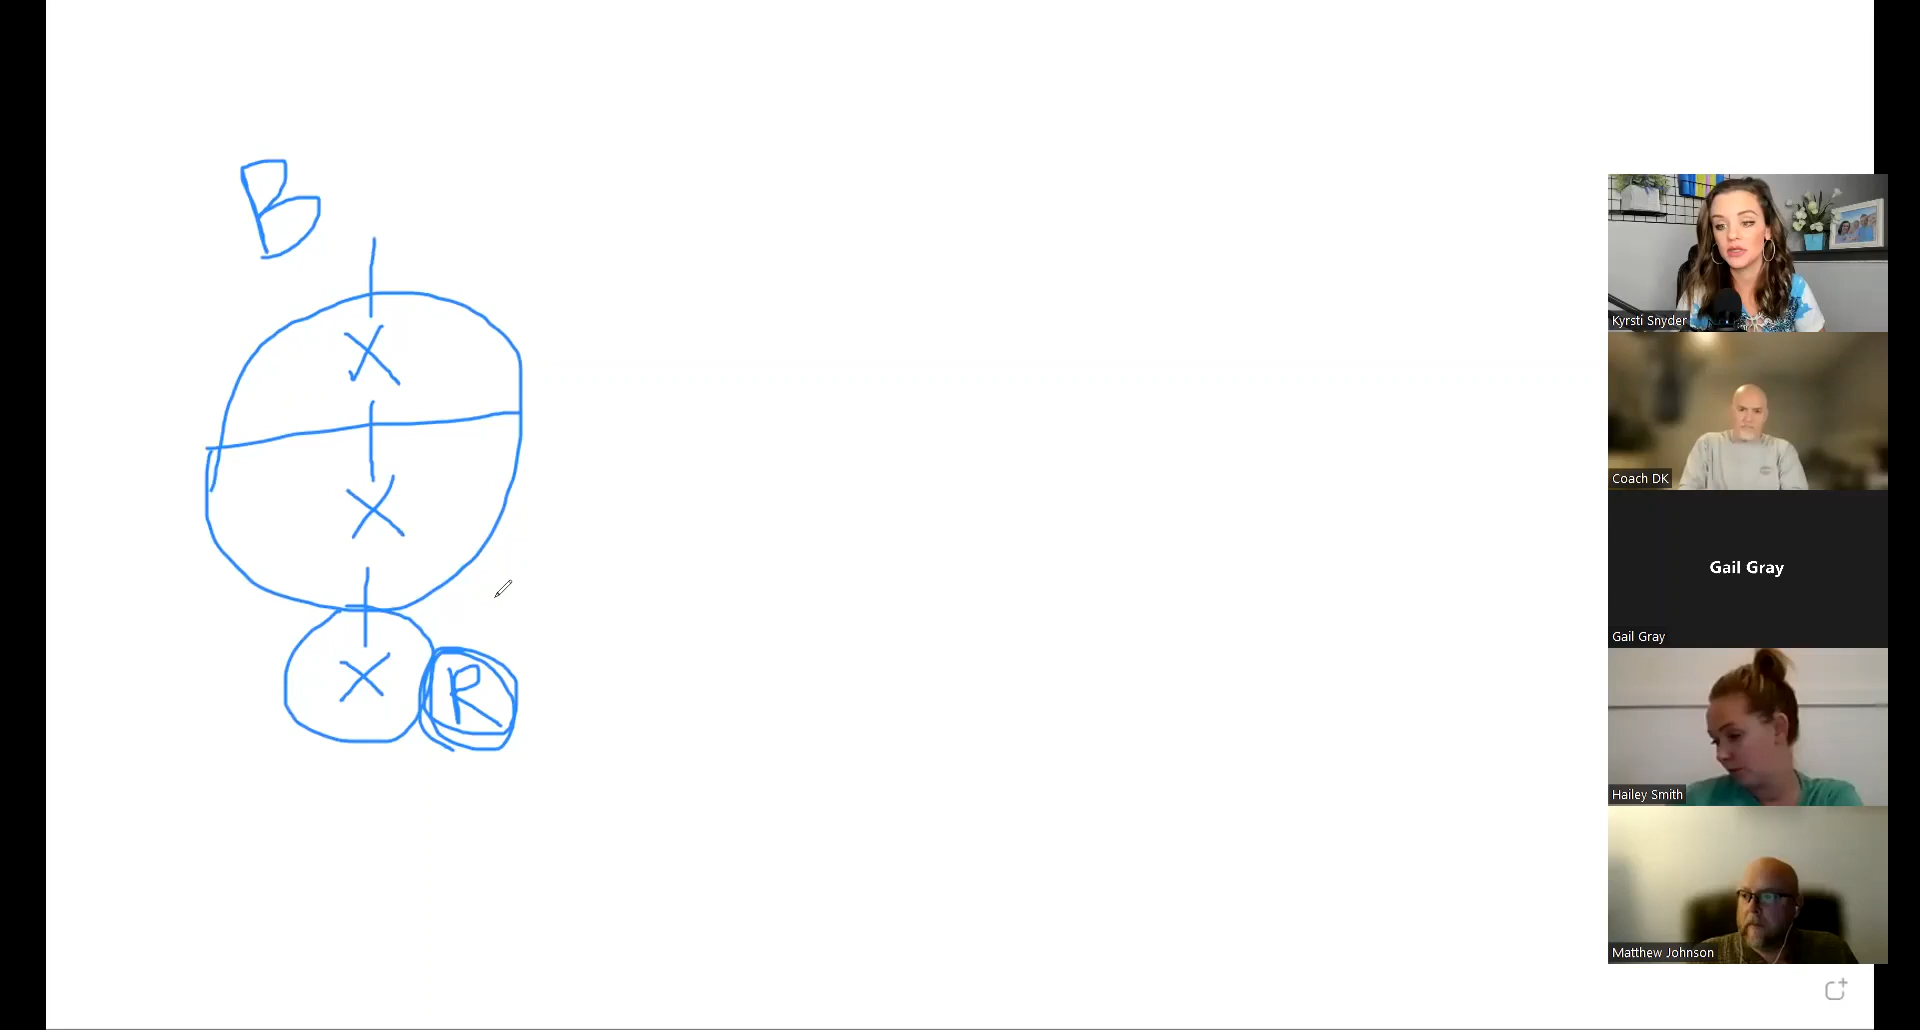 B
X
X
X R
Kyrsti Snyder
Coach DK
Gail Gray
Gail Gray
Hailey Smith
Matthew Johnson